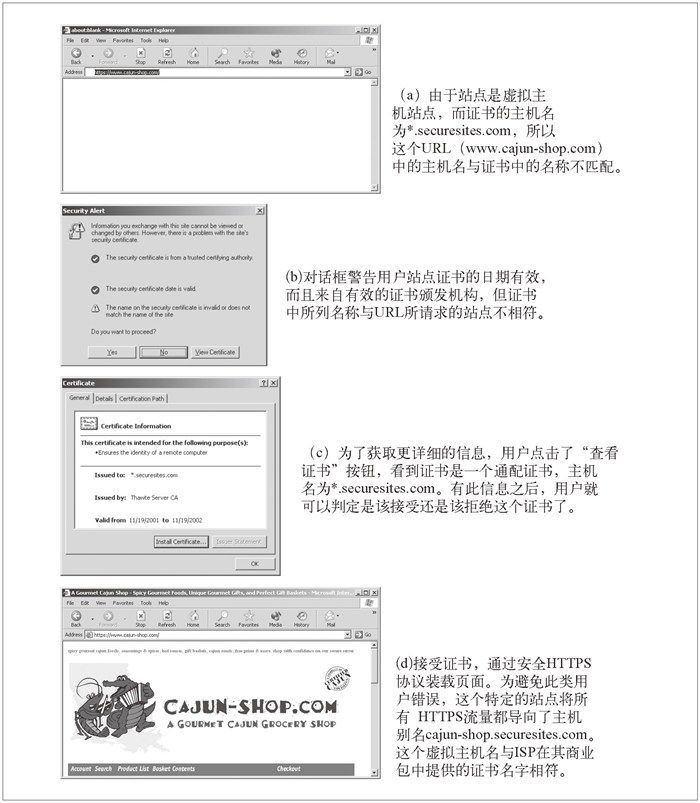 about:blank - Microsoft Internet Explorer
File Edit View Favorites Tools Help
Back Forward Stop Refresh Home Search Favorites Media History Mail
Address https://www.cajun-shop.com/ Go
(a) 由于站点是虚拟主
机站点，而证书的主机名
为*.securesites.com，所以
这个URL（www.cajun-shop.com）
中的主机名与证书中的名称不匹配。
Security Alert
Information you exchange with this site cannot be viewed or
changed by others. However, there is a problem with the site's
security certificate.
The security certificate is from a trusted certifying authority.
The security certificate date is valid.
The name on the security certificate is invalid or does not
match the name of the site
Do you want to proceed?
Yes No View Certificate
(b)对话框警告用户站点证书的日期有效，
而且来自有效的证书颁发机构，但证书
中所列名称与URL所请求的站点不相符。
Certificate
General Details Certification Path
Certificate Information
This certificate is intended for the following purpose(s):
•Ensures the identity of a remote computer
Issued to: *.securesites.com
Issued by: Thawte Server CA
Valid from 11/19/2001 to 11/19/2002
Install Certificate... Issuer Statement
OK
(c) 为了获取更详细的信息，用户点击了“查看
证书”按钮，看到证书是一个通配证书，主机
名为*.securesites.com。有此信息之后，用户就
可以判定是该接受还是该拒绝这个证书了。
A Gourmet Cajun Shop - Spicy Gourmet Foods, Unique Gourmet Gifts, and Perfect Gift Baskets - Microsoft Inter...
File Edit View Favorites Tools Help
Back Forward Stop Refresh Home Search Favorites Media History Mail
Address https://www.cajun-shop.com/ Go
CAJUN-SHOP.COM
A GOURMET CAJUN GROCERY SHOP
Account Search Product List Basket Contents Checkout
(d)接受证书，通过安全HTTPS
协议装载页面。为避免此类用
户错误，这个特定的站点将所
有 HTTPS流量都导向了主机
别名cajun-shop.securesites.com。
这个虚拟主机名与ISP在其商业
包中提供的证书名字相符。